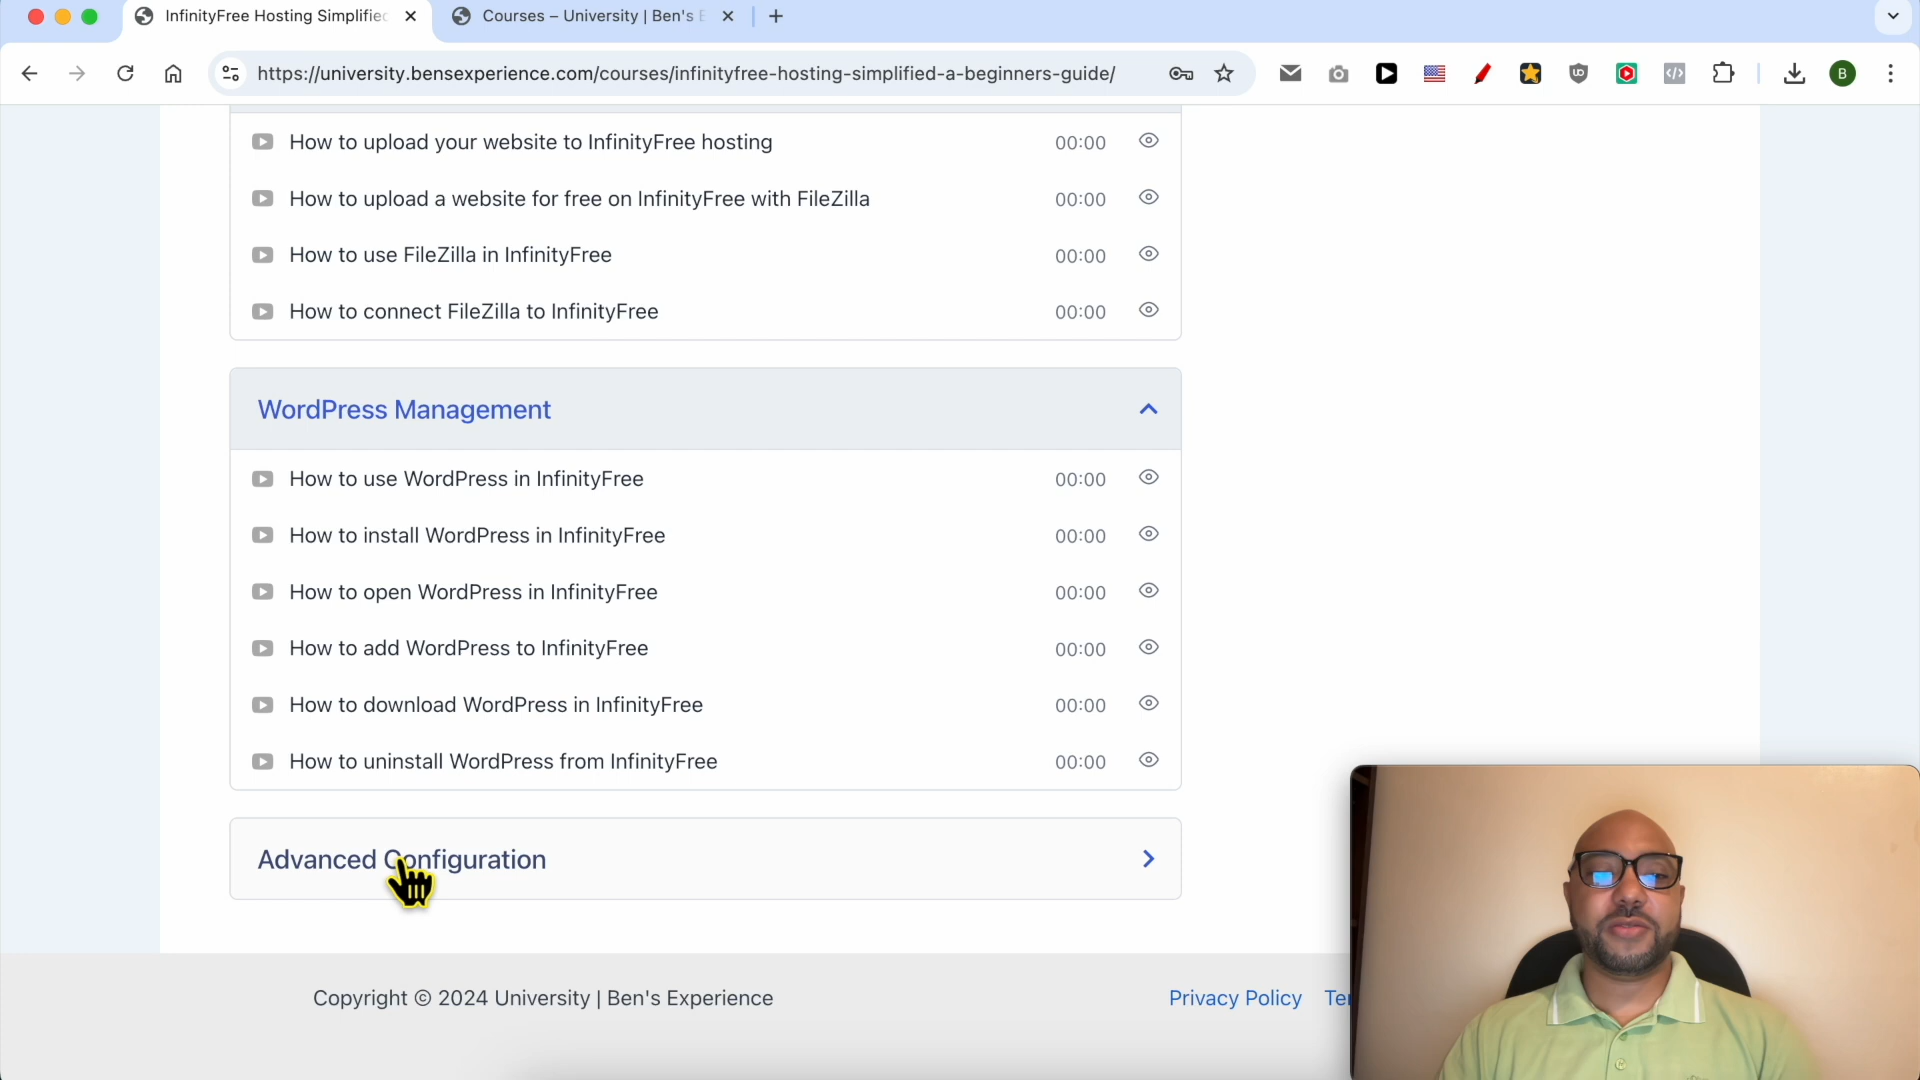 InfinityFree Hosting Simplified
Courses – University | Ben's E
https://university.bensexperience.com/courses/infinityfree-hosting-simplified-a-beginners-guide/
B
How to upload your website to InfinityFree hosting 00:00
How to upload a website for free on InfinityFree with FileZilla 00:00
How to use FileZilla in InfinityFree 00:00
How to connect FileZilla to InfinityFree 00:00
WordPress Management
How to use WordPress in InfinityFree 00:00
How to install WordPress in InfinityFree 00:00
How to open WordPress in InfinityFree 00:00
How to add WordPress to InfinityFree 00:00
How to download WordPress in InfinityFree 00:00
How to uninstall WordPress from InfinityFree 00:00
Advanced Configuration
Copyright © 2024 University | Ben's Experience Privacy Policy